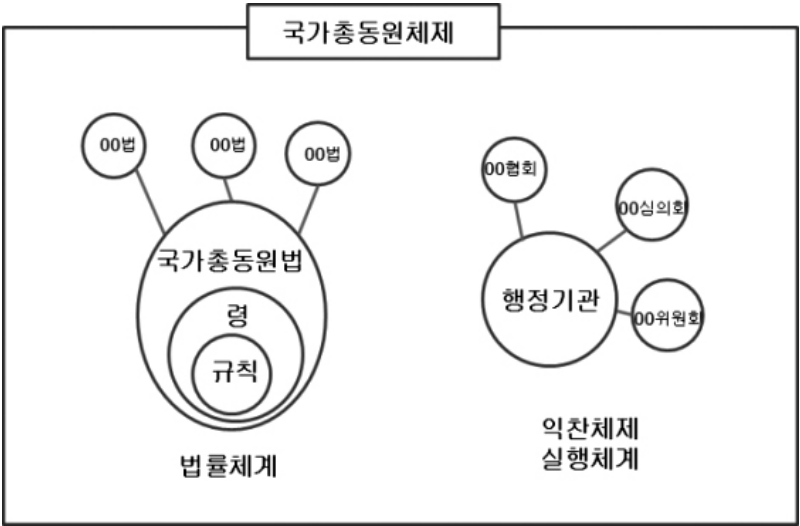 국가총동원체제
00법
00법
00법
국가총동원법
령
규칙
법률체계
00협회
00심의회
행정기관
00위원회
익찬체제
실행체계